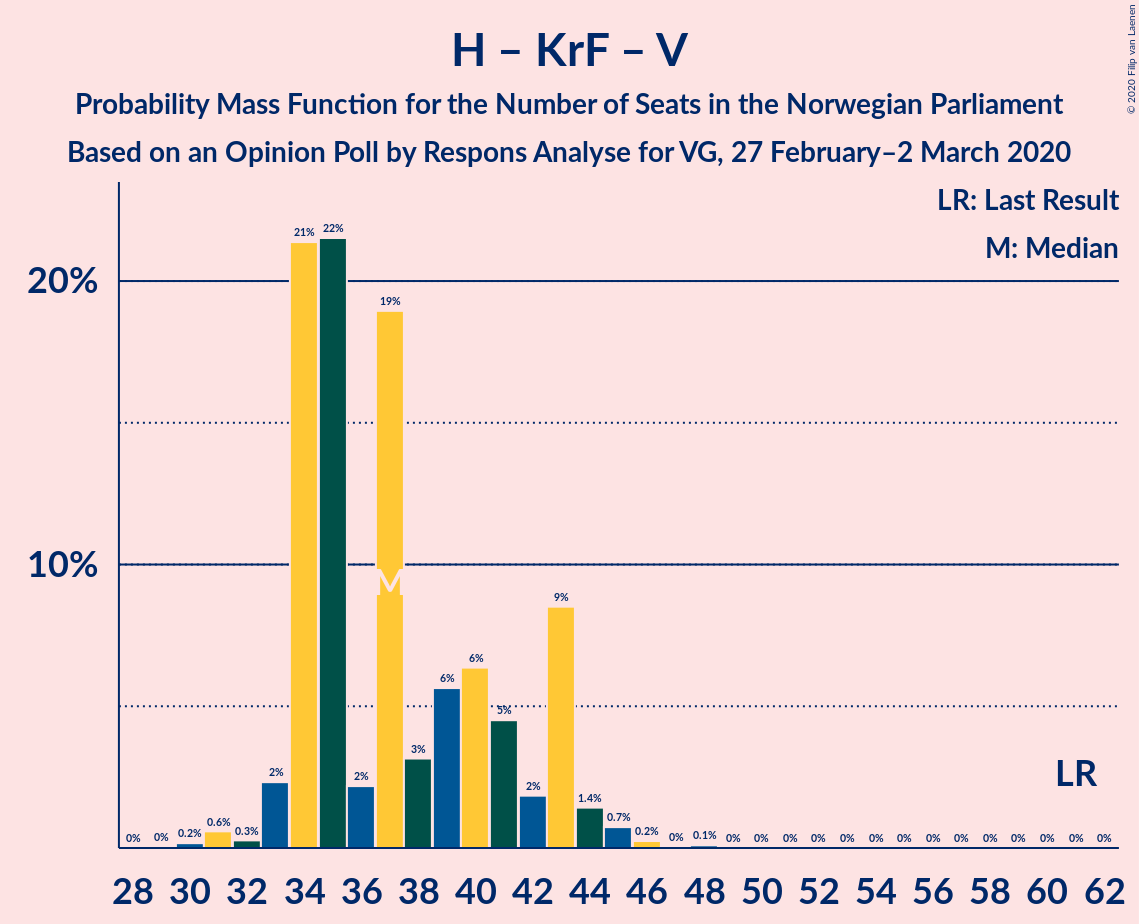 H – KrF – V
Probability Mass Function for the Number of Seats in the Norwegian Parliament
Based on an Opinion Poll by Respons Analyse for VG, 27 February–2 March 2020
© 2020 Filip van Laenen
LR: Last Result
M: Median
20%
10%
0% 0% 0.2% 0.6% 0.3% 2% 21% 22% 2% 19% 3% 6% 6% 5% 2% 9% 1.4% 0.7% 0.2% 0% 0.1% 0% 0% 0% 0% 0% 0% 0% 0% 0% 0% 0% 0% 0% 0%
M
LR
28 30 32 34 36 38 40 42 44 46 48 50 52 54 56 58 60 62